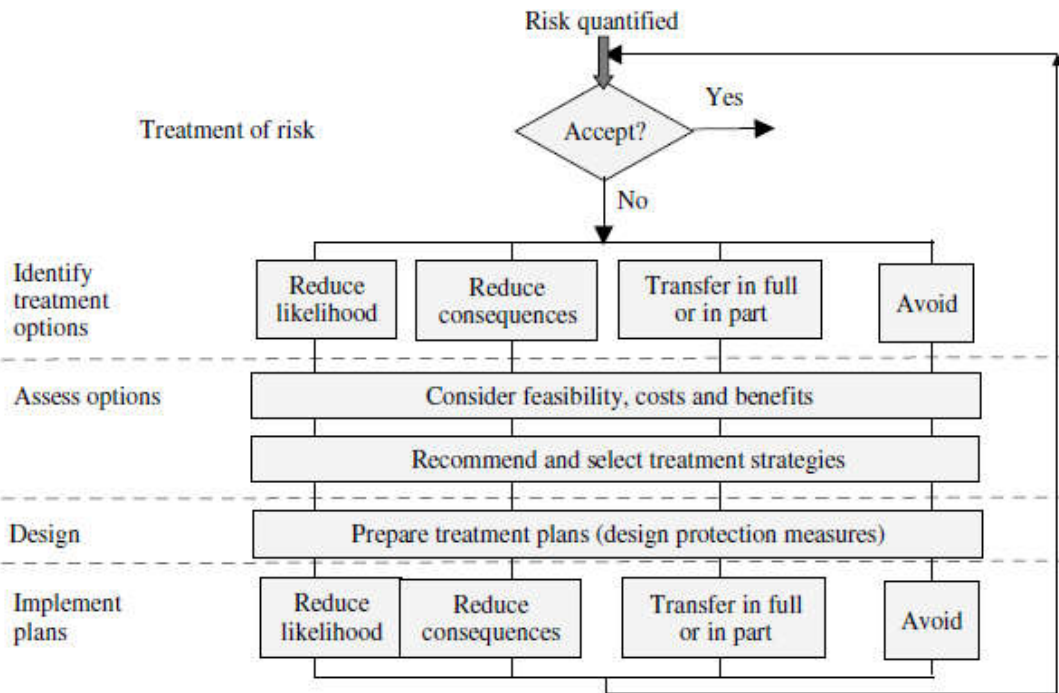 Risk quantified
Yes
Treatment of risk
Accept?
No
Identify
treatment
options
Reduce
likelihood
Reduce
consequences
Transfer in full
or in part
Avoid
Assess options
Consider feasibility, costs and benefits
Recommend and select treatment strategies
Design
Prepare treatment plans (design protection measures)
Implement
plans
Reduce
likelihood
Reduce
consequences
Transfer in full
or in part
Avoid